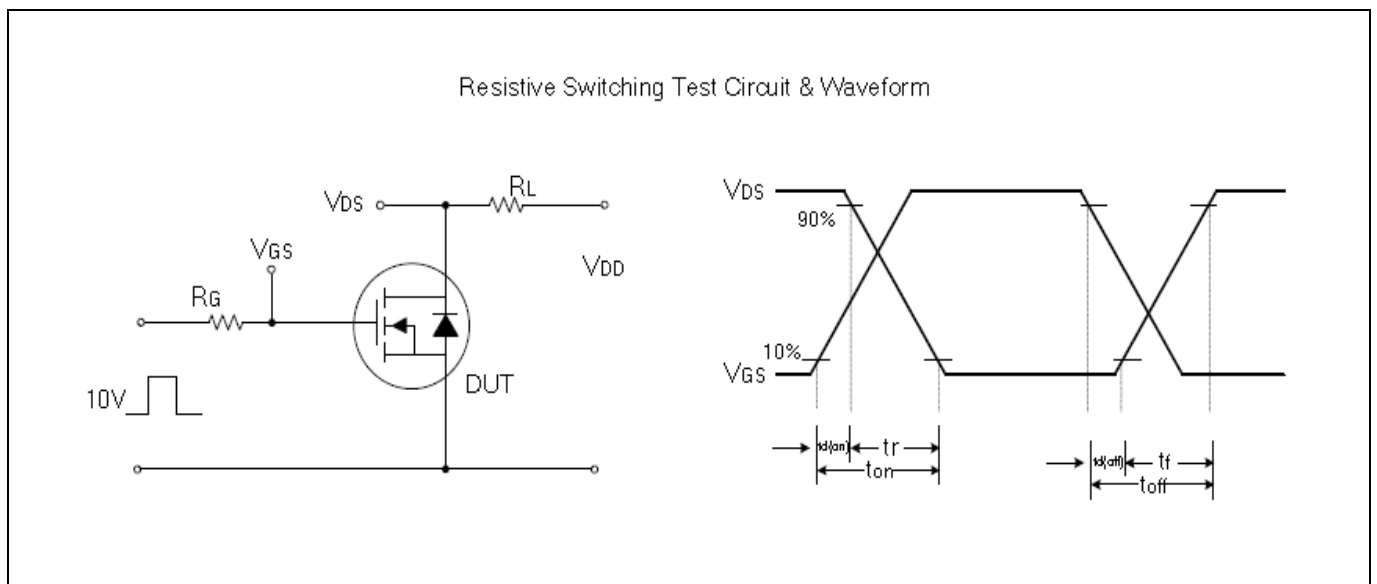 Resistive Switching Test Circuit & Waveform
VDS
RL
VGS
VDD
RG
DUT
10V
VDS
90%
10%
VGS
td(on)
tr
ton
td(off)
tf
toff